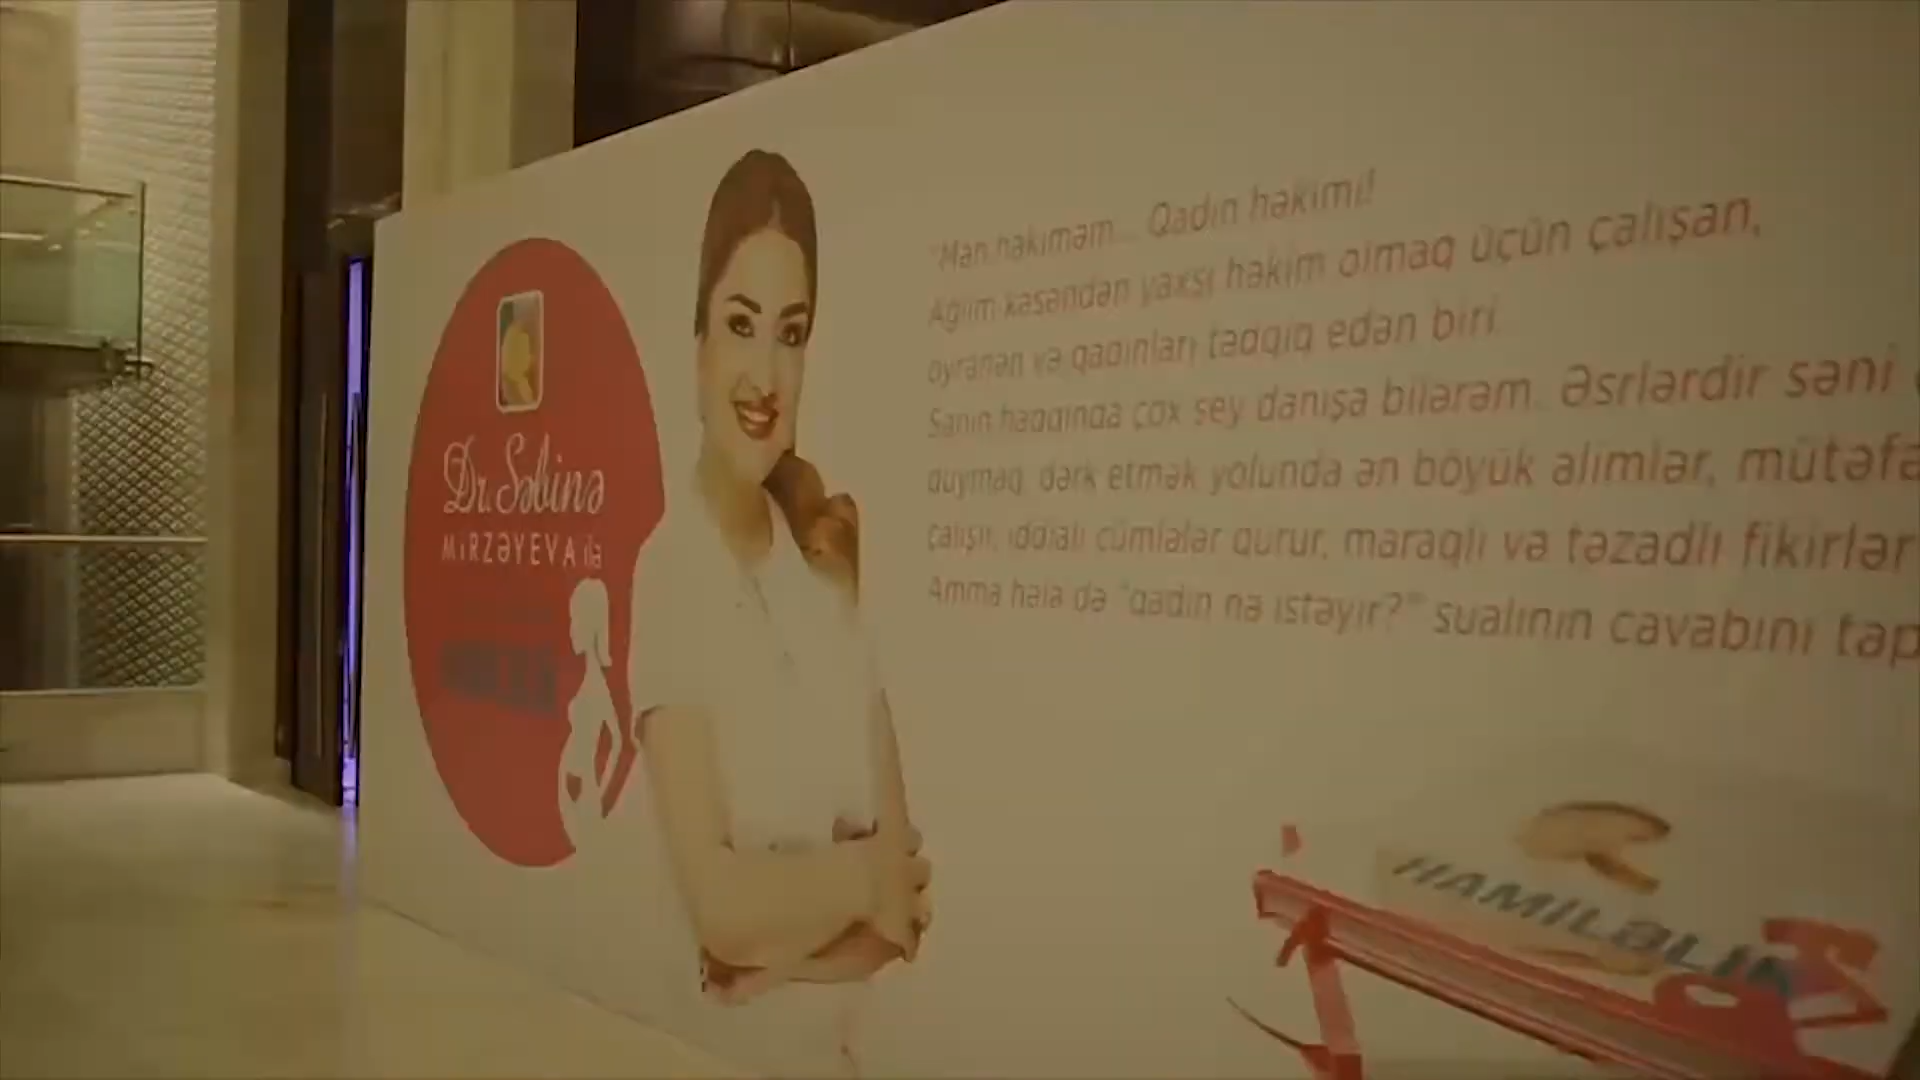 Dr. Səbinə
MİRZƏYEVA ilə
"Mən həkiməm... Qadın həkimi!
Ağlım kəsəndən yaxşı həkim olmaq üçün çalışan,
öyrənən və qadınları tədqiq edən biri.
Sənin haqqında çox şey danışa bilərəm. Əsrlərdir səni
duymaq, dərk etmək yolunda ən böyük alimlər, mütəfə
çalışır, iddialı cümlələr qurur, maraqlı və təzadlı fikirlər
Amma hələ də "qadın nə istəyir?" sualının cavabını tap
HAMİLƏLİK